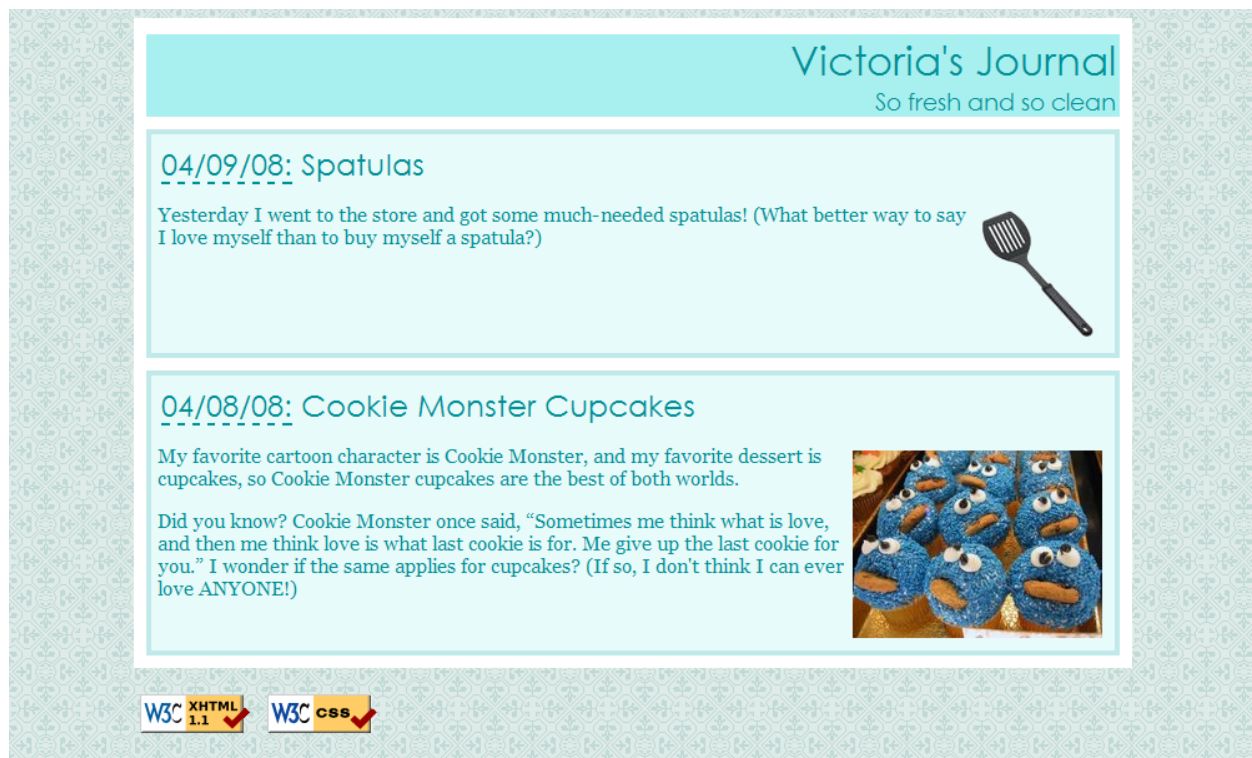 Victoria's Journal
So fresh and so clean
04/09/08: Spatulas
Yesterday I went to the store and got some much-needed spatulas! (What better way to say
I love myself than to buy myself a spatula?)
04/08/08: Cookie Monster Cupcakes
My favorite cartoon character is Cookie Monster, and my favorite dessert is
cupcakes, so Cookie Monster cupcakes are the best of both worlds.
Did you know? Cookie Monster once said, “Sometimes me think what is love,
and then me think love is what last cookie is for. Me give up the last cookie for
you.” I wonder if the same applies for cupcakes? (If so, I don't think I can ever
love ANYONE!)
W3C XHTML 1.1
W3C css